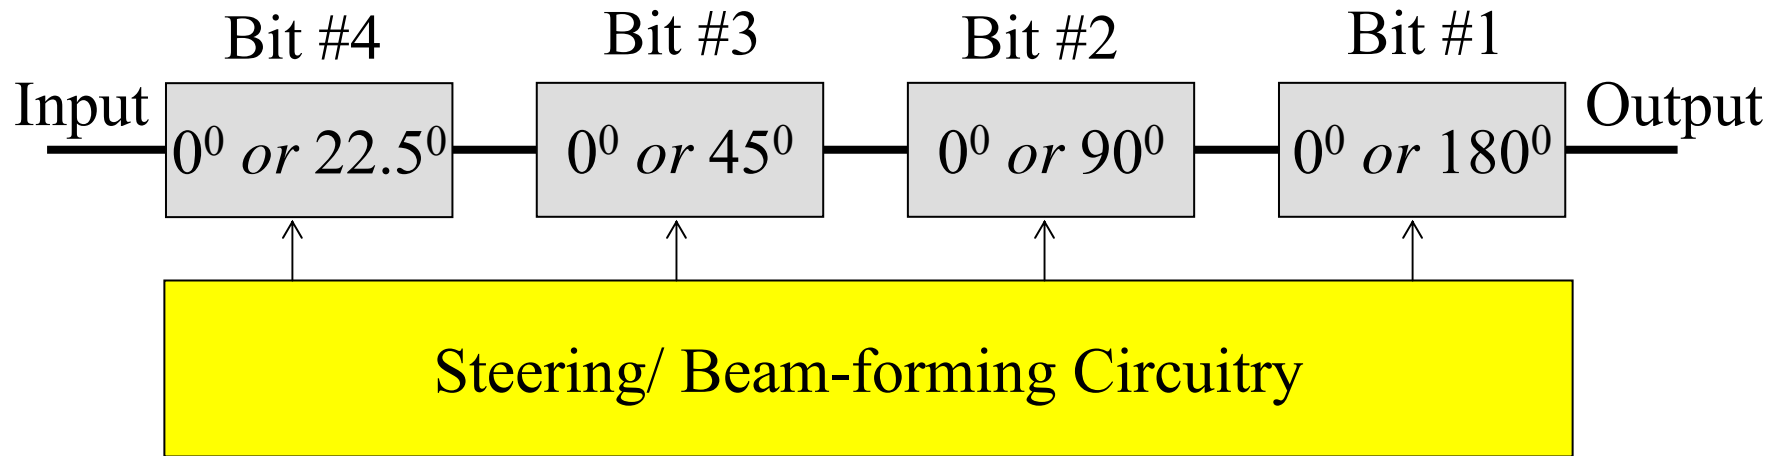 Bit #4 Bit #3 Bit #2 Bit #1
Input 0⁰ or 22.5⁰ 0⁰ or 45⁰ 0⁰ or 90⁰ 0⁰ or 180⁰ Output
Steering/ Beam-forming Circuitry